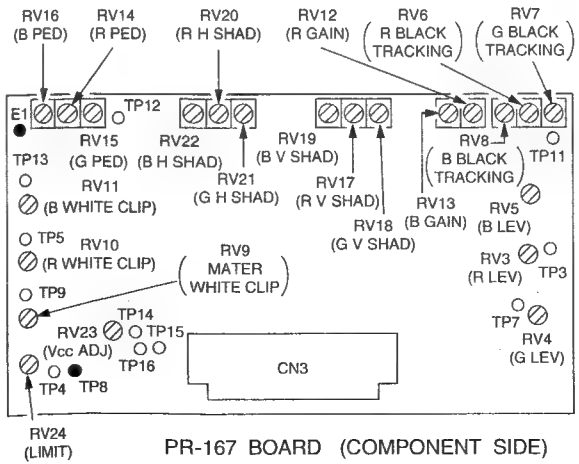 RV16
(B PED)
RV14
(R PED)
RV20
(R H SHAD)
RV12
(R GAIN)
RV6
(R BLACK
TRACKING)
RV7
(G BLACK
TRACKING)
E1
TP12
TP13
RV15
(G PED)
RV22
(B H SHAD)
RV21
(G H SHAD)
RV19
(B V SHAD)
RV17
(R V SHAD)
RV18
(G V SHAD)
RV13
(B GAIN)
RV8
(B BLACK
TRACKING)
TP11
RV11
(B WHITE CLIP)
RV5
(B LEV)
TP5
RV10
(R WHITE CLIP)
RV9
(MATER
WHITE CLIP)
RV3
(R LEV)
TP3
TP9
TP14
RV23
(Vcc ADJ)
TP15
TP16
TP7
RV4
(G LEV)
CN3
TP4
TP8
RV24
(LIMIT)
PR-167 BOARD (COMPONENT SIDE)